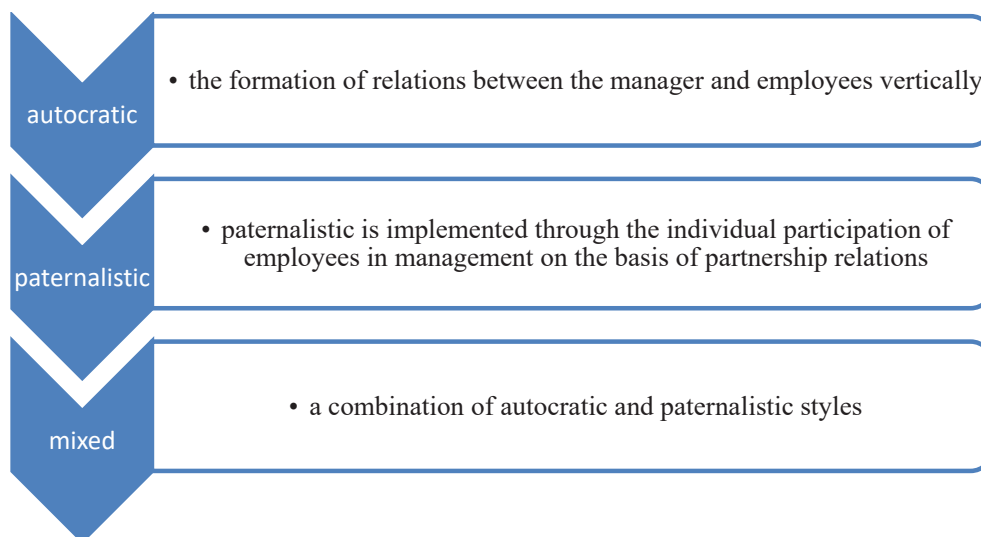 autocratic
• the formation of relations between the manager and employees vertically
paternalistic
• paternalistic is implemented through the individual participation of
employees in management on the basis of partnership relations
mixed
• a combination of autocratic and paternalistic styles